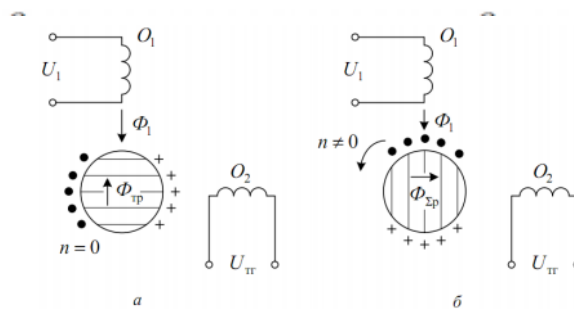 O₁ O₁
U₁ U₁
Φ₁ Φ₁
n ≠ 0
O₂ O₂
Φтр ΦΣр
n = 0
Uтг Uтг
а б